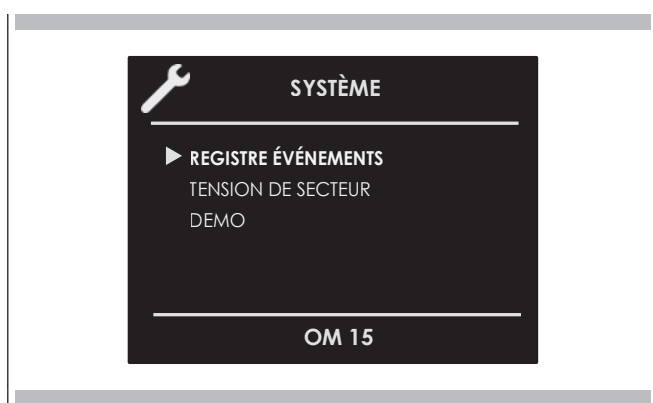 SYSTÈME
REGISTRE ÉVÉNEMENTS
TENSION DE SECTEUR
DEMO
OM 15